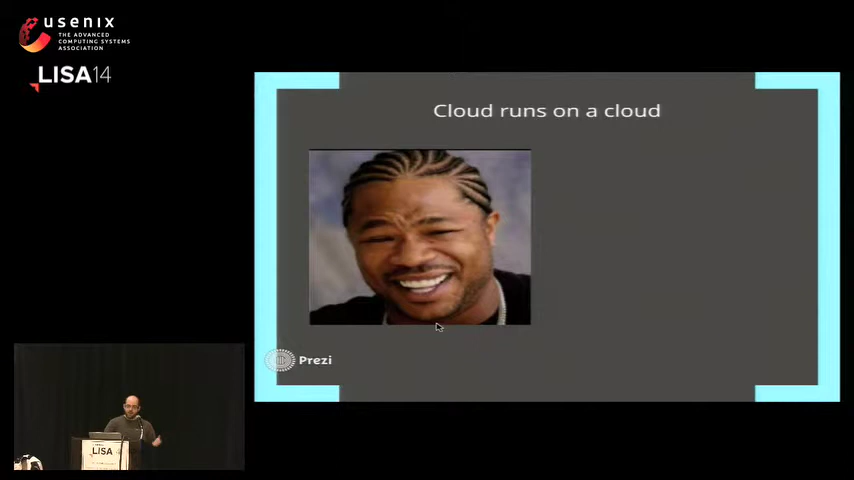 usenix
THE ADVANCED
COMPUTING SYSTEMS
ASSOCIATION
LISA14
Cloud runs on a cloud
Prezi
LISA